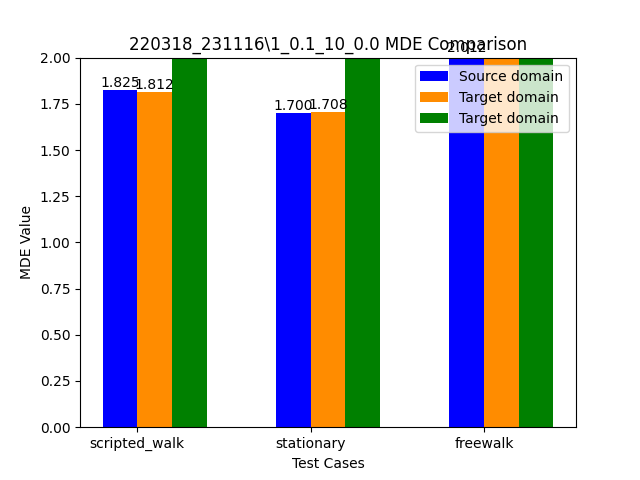 220318_231116\1_0.1_10_0.0 MDE Comparison
2.012
2.00
1.75
1.50
1.25
1.00
0.75
0.50
0.25
0.00
MDE Value
1.825
1.812
1.700
1.708
Source domain
Target domain
Target domain
scripted_walk
stationary
freewalk
Test Cases